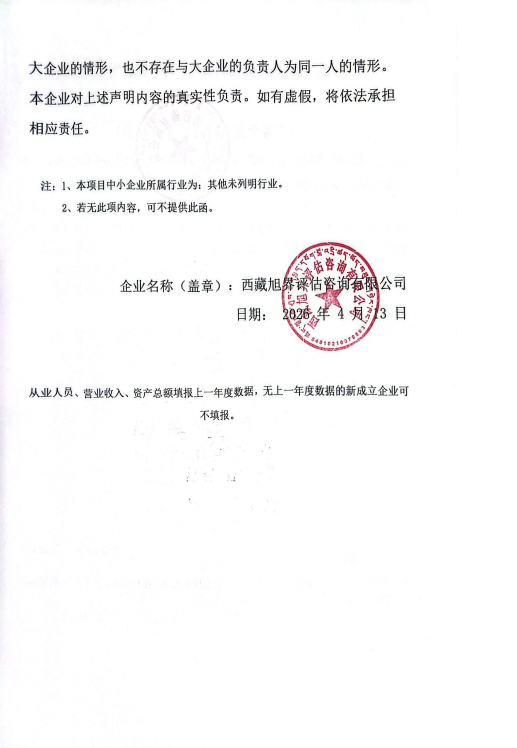 大企业的情形，也不存在与大企业的负责人为同一人的情形。
本企业对上述声明内容的真实性负责。如有虚假，将依法承担
相应责任。
注：1、本项目中小企业所属行业为：其他未列明行业。
2、若无此项内容，可不提供此函。
企业名称（盖章）：西藏旭界评估咨询有限公司
日期： 2026 年 4 月 13 日
从业人员、营业收入、资产总额填报上一年度数据，无上一年度数据的新成立企业可
不填报。